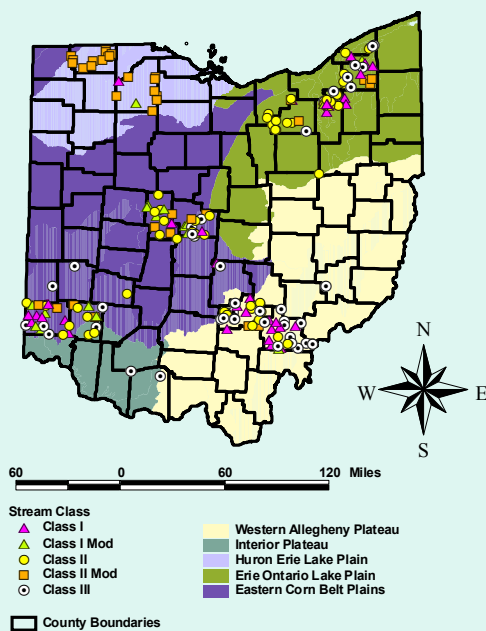 N
W E
S
60 0 60 120 Miles
Stream Class
Class I
Class I Mod
Class II
Class II Mod
Class III
Western Allegheny Plateau
Interior Plateau
Huron Erie Lake Plain
Erie Ontario Lake Plain
Eastern Corn Belt Plains
County Boundaries